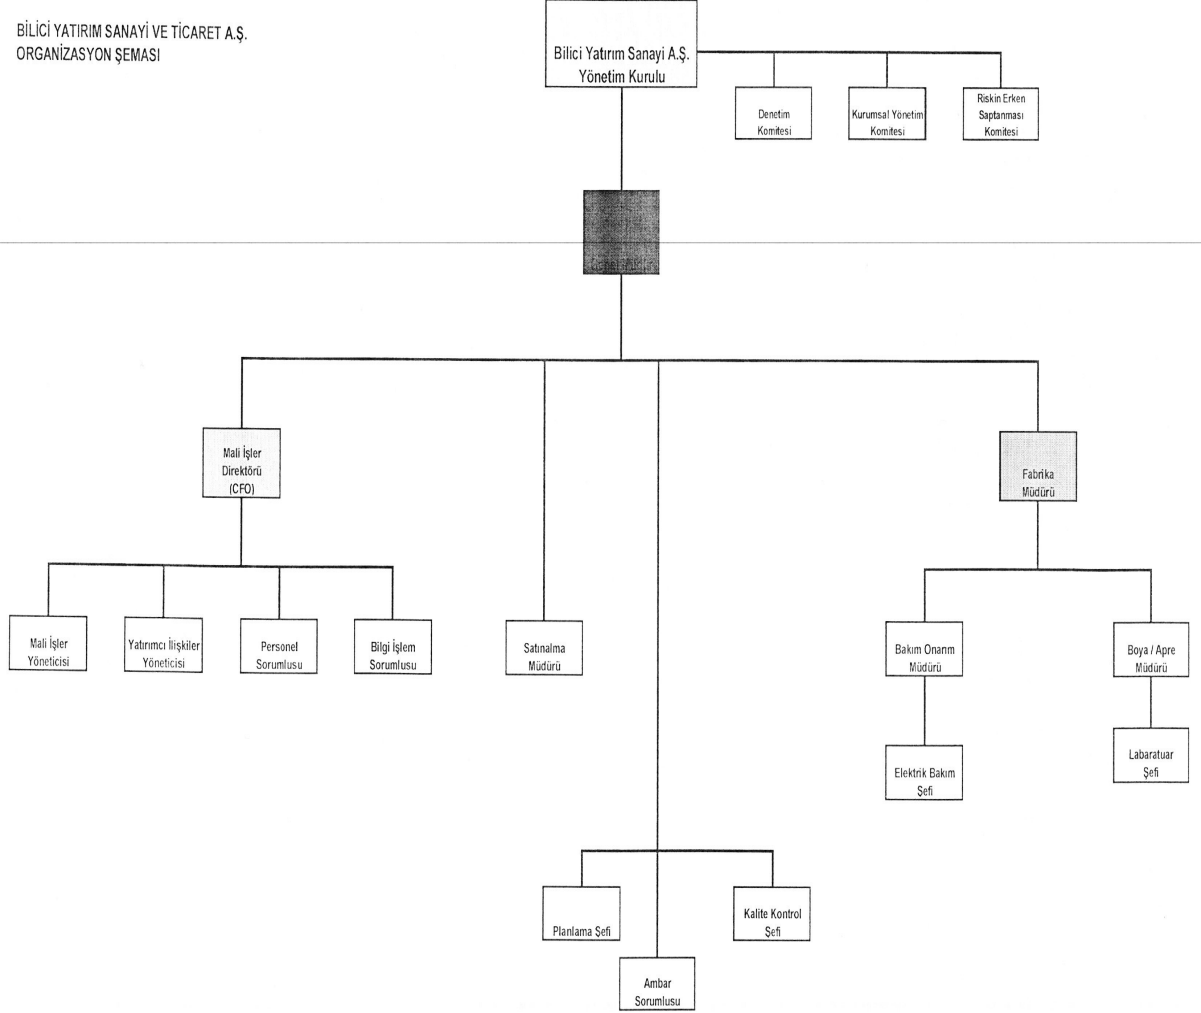 BİLİCİ YATIRIM SANAYİ VE TİCARET A.Ş.
ORGANİZASYON ŞEMASI
Bilici Yatırım Sanayi A.Ş.
Yönetim Kurulu
Denetim
Komitesi
Kurumsal Yönetim
Komitesi
Riskin Erken
Saptanması
Komitesi
Mali İşler
Direktörü
(CFO)
Fabrika
Müdürü
Mali İşler
Yöneticisi
Yatırımcı İlişkiler
Yöneticisi
Personel
Sorumlusu
Bilgi İşlem
Sorumlusu
Satınalma
Müdürü
Bakım Onarım
Müdürü
Boya / Apre
Müdürü
Elektrik Bakım
Şefi
Labaratuar
Şefi
Planlama Şefi
Kalite Kontrol
Şefi
Ambar
Sorumlusu